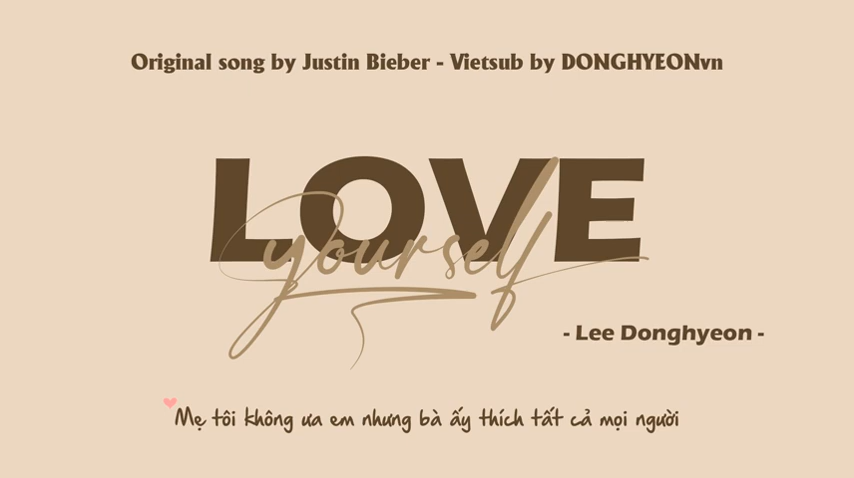 Original song by Justin Bieber - Vietsub by DONGHYEONvn
LOVE
yourself
- Lee Donghyeon -
Mẹ tôi không ưa em nhưng bà ấy thích tất cả mọi người